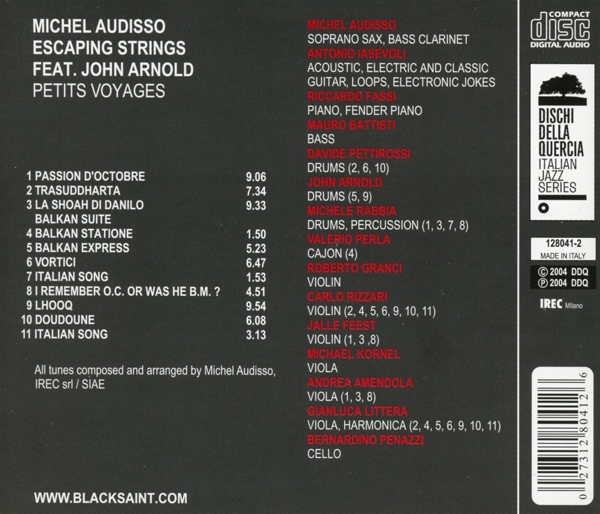 MICHEL AUDISSO
ESCAPING STRINGS
FEAT. JOHN ARNOLD
PETITS VOYAGES
1 PASSION D'OCTOBRE 9.06
2 TRASUDDHARTA 7.34
3 LA SHOAH DI DANILO 9.33
BALKAN SUITE
4 BALKAN STATIONE 1.50
5 BALKAN EXPRESS 5.23
6 VORTICI 6.47
7 ITALIAN SONG 1.53
8 I REMEMBER O.C. OR WAS HE B.M. ? 4.51
9 LHOOQ 9.54
10 DOUDOUNE 6.08
11 ITALIAN SONG 3.13
All tunes composed and arranged by Michel Audisso,
IREC srl / SIAE
WWW.BLACKSAINT.COM
MICHEL AUDISSO
SOPRANO SAX, BASS CLARINET
ANTONIO IASEVOLI
ACOUSTIC, ELECTRIC AND CLASSIC
GUITAR, LOOPS, ELECTRONIC JOKES
RICCARDO FASSI
PIANO, FENDER PIANO
MAURO BATTISTI
BASS
DAVIDE PETTIROSSI
DRUMS (2, 6, 10)
JOHN ARNOLD
DRUMS (5, 9)
MICHELE RABBIA
DRUMS, PERCUSSION (1, 3, 7, 8)
VALERIO PERLA
CAJON (4)
ROBERTO GRANCI
VIOLIN
CARLO RIZZARI
VIOLIN (2, 4, 5, 6, 9, 10, 11)
JALLE FEEST
VIOLIN (1, 3 ,8)
MICHAEL KORNEL
VIOLA
ANDREA AMENDOLA
VIOLA (1, 3, 8)
GIANLUCA LITTERA
VIOLA, HARMONICA (2, 4, 5, 6, 9, 10, 11)
BERNARDINO PENAZZI
CELLO
COMPACT
disc
DIGITAL AUDIO
DISCHI
DELLA
QUERCIA
ITALIAN
JAZZ
SERIES
128041-2
MADE IN ITALY
© 2004 DDQ
℗ 2004 DDQ
IREC Milano
0 27312 80412 6